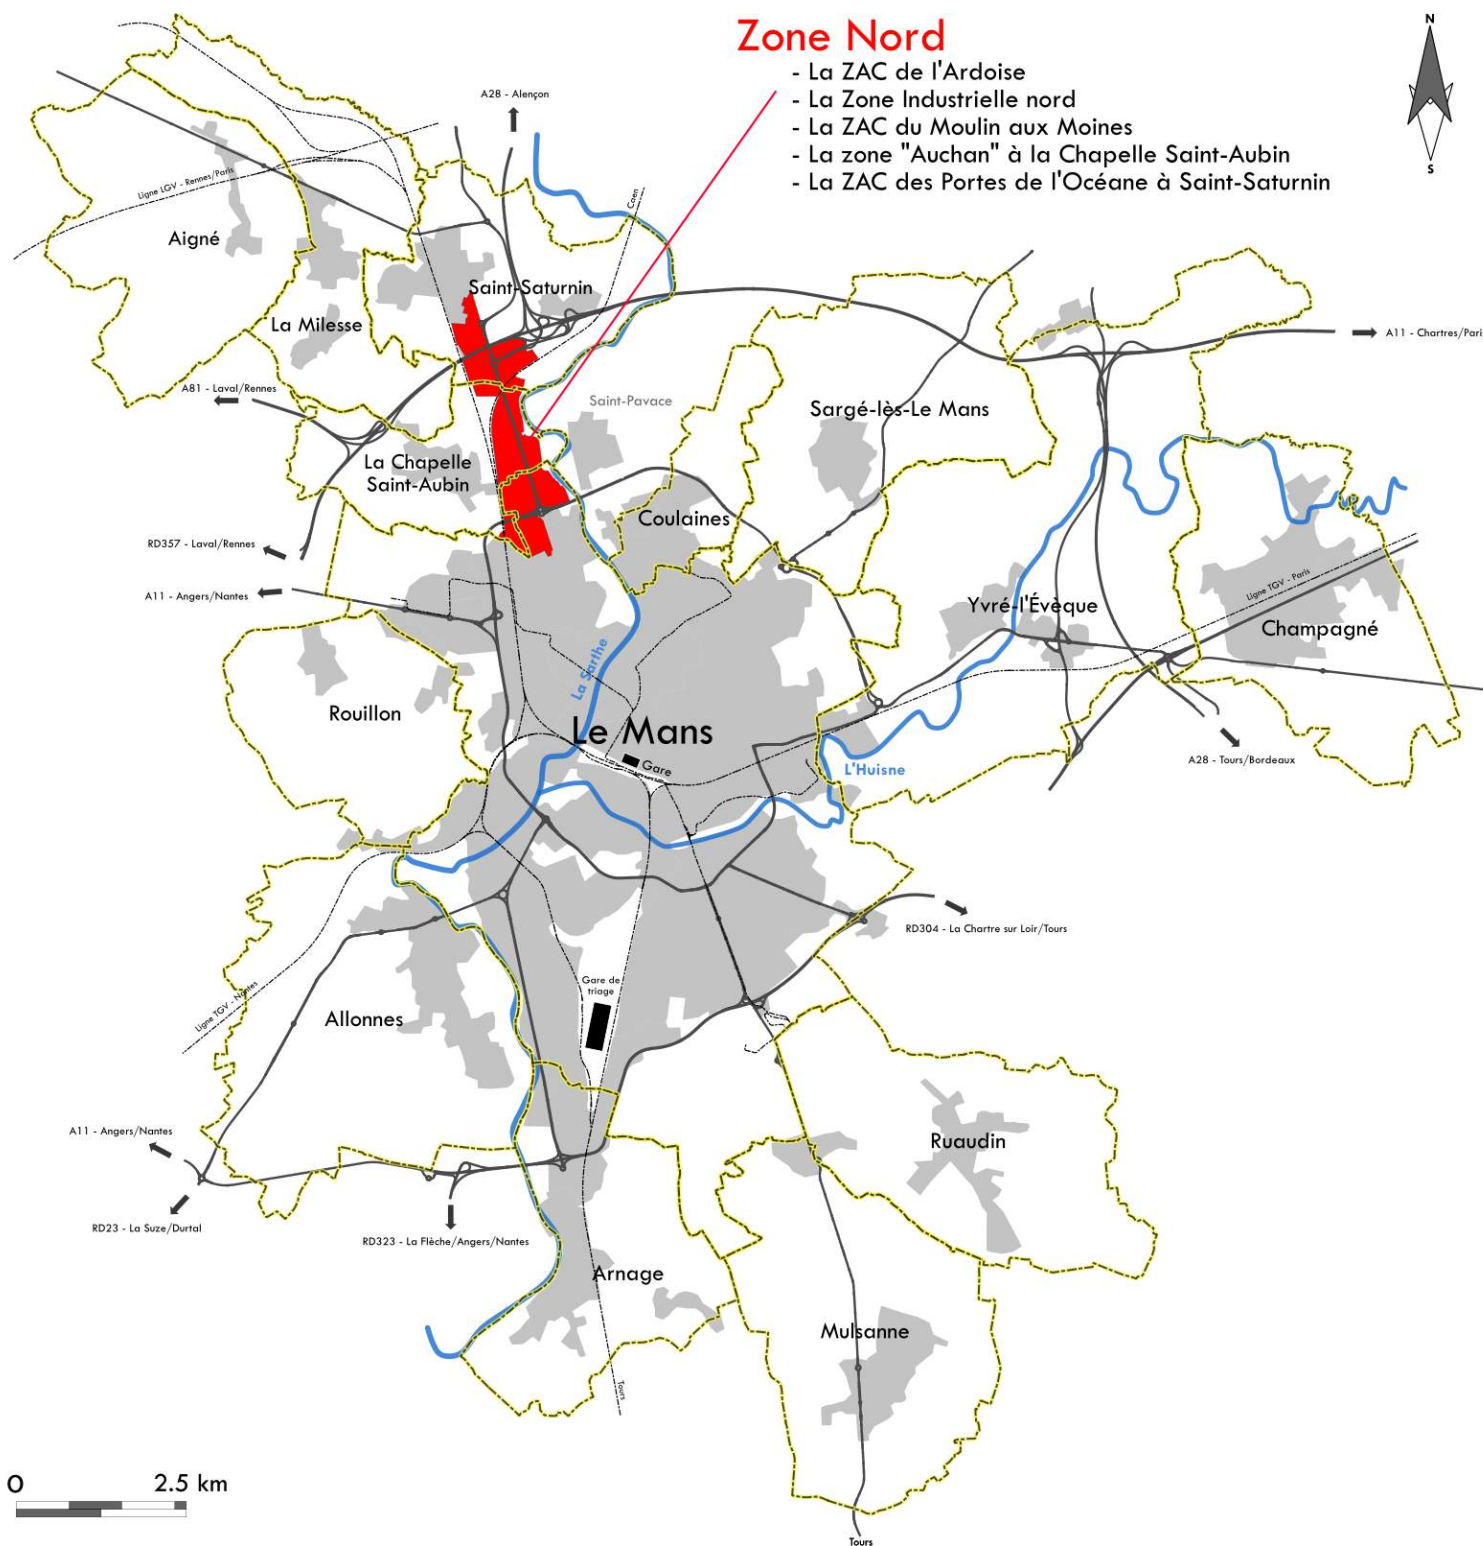 Zone Nord
- La ZAC de l'Ardoise
- La Zone Industrielle nord
- La ZAC du Moulin aux Moines
- La zone "Auchan" à la Chapelle Saint-Aubin
- La ZAC des Portes de l'Océane à Saint-Saturnin
N
S
A28 - Alençon
Ligne LGV - Rennes/Paris
Caen
Aigné
Saint-Saturnin
La Milesse
A11 - Chartres/Paris
A81 - Laval/Rennes
Saint-Pavace
Sargé-lès-Le Mans
La Chapelle
Saint-Aubin
Coulaines
RD357 - Laval/Rennes
A11 - Angers/Nantes
Ligne TGV - Paris
Yvré-l'Évèque
Champagné
La Sarthe
Rouillon
Le Mans
Gare
L'Huisne
A28 - Tours/Bordeaux
RD304 - La Chartre sur Loir/Tours
Gare de
triage
Ligne TGV - Nantes
Allonnes
A11 - Angers/Nantes
Ruaudin
RD23 - La Suze/Durtal
RD323 - La Flèche/Angers/Nantes
Arnage
Mulsanne
Tours
0 2.5 km
Tours